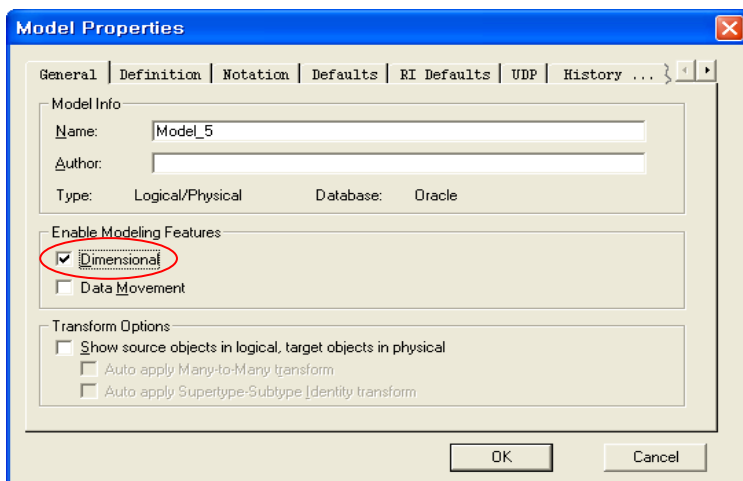 Model Properties
General Definition Notation Defaults RI Defaults UDP History ...
Model Info
Name: Model_5
Author:
Type: Logical/Physical Database: Oracle
Enable Modeling Features
Dimensional
Data Movement
Transform Options
Show source objects in logical, target objects in physical
Auto apply Many-to-Many transform
Auto apply Supertype-Subtype Identity transform
OK Cancel